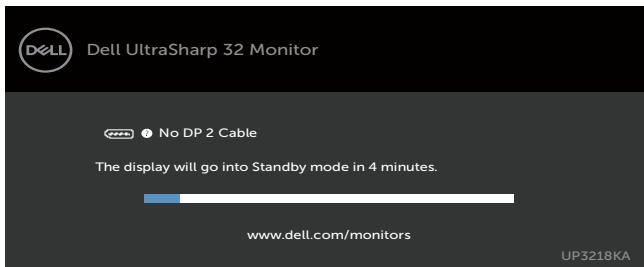 DELL
Dell UltraSharp 32 Monitor
i No DP 2 Cable
The display will go into Standby mode in 4 minutes.
www.dell.com/monitors
UP3218KA